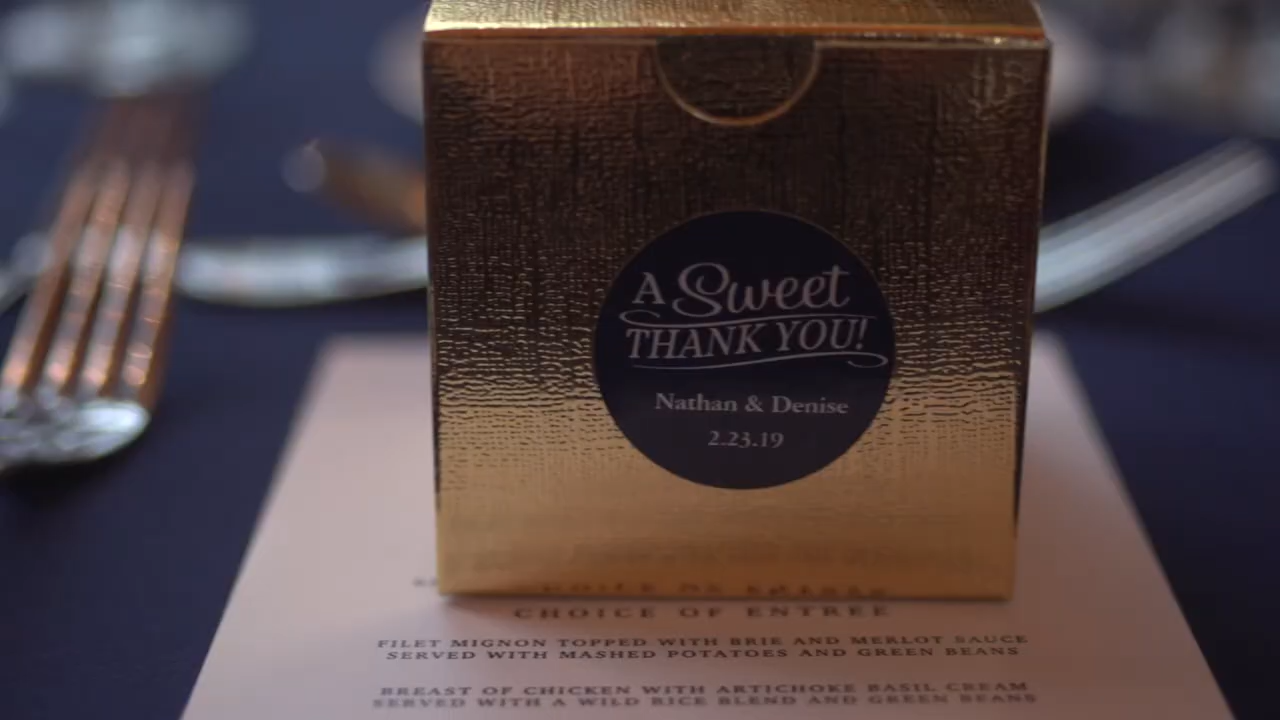 A Sweet
THANK YOU!
Nathan & Denise
2.23.19
CHOICE OF ENTREE
FILET MIGNON TOPPED WITH BRIE AND MERLOT SAUCE
SERVED WITH MASHED POTATOES AND GREEN BEANS
BREAST OF CHICKEN WITH ARTICHOKE BASIL CREAM
SERVED WITH A WILD RICE BLEND AND GREEN BEANS